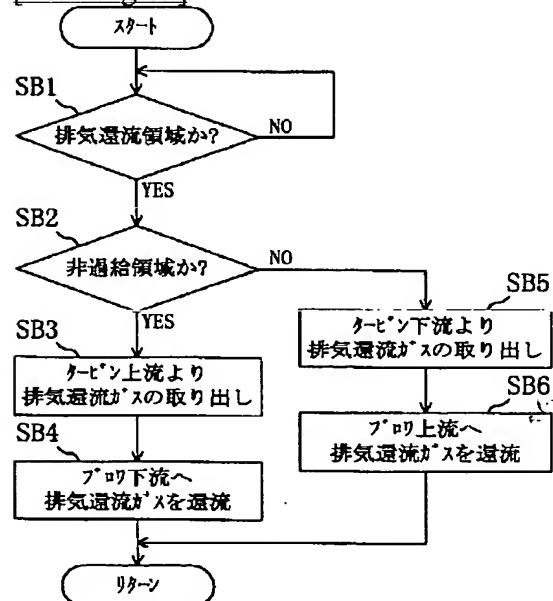 スタート
SB1
排気還流領域か?
NO
YES
SB2
非過給領域か?
NO
YES
SB3
タービン上流より
排気還流ガスの取り出し
SB4
ブロワ下流へ
排気還流ガスを還流
SB5
タービン下流より
排気還流ガスの取り出し
SB6
ブロワ上流へ
排気還流ガスを還流
リターン